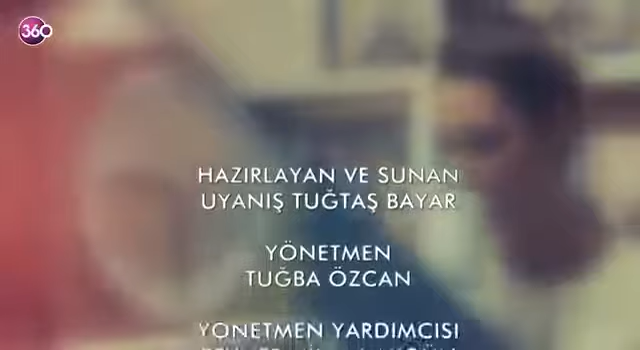 360
HAZIRLAYAN VE SUNAN
UYANIŞ TUĞTAŞ BAYAR
YÖNETMEN
TUĞBA ÖZCAN
YÖNETMEN YARDIMCISI